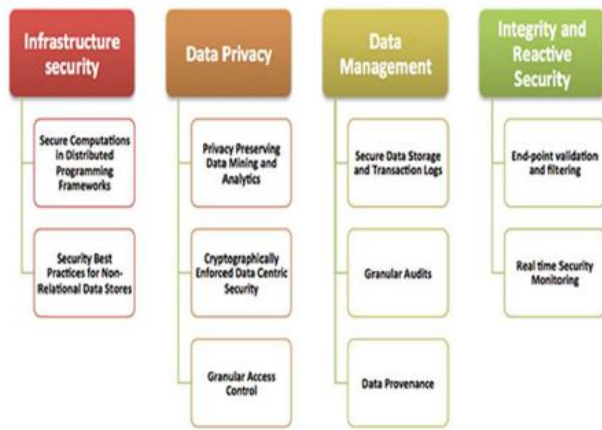 Infrastructure
security
Secure Computations
in Distributed
Programming
Frameworks
Security Best
Practices for Non-
Relational Data Stores
Data Privacy
Privacy Preserving
Data Mining and
Analytics
Cryptographically
Enforced Data Centric
Security
Granular Access
Control
Data
Management
Secure Data Storage
and Transaction Logs
Granular Audits
Data Provenance
Integrity and
Reactive
Security
End-point validation
and filtering
Real time Security
Monitoring